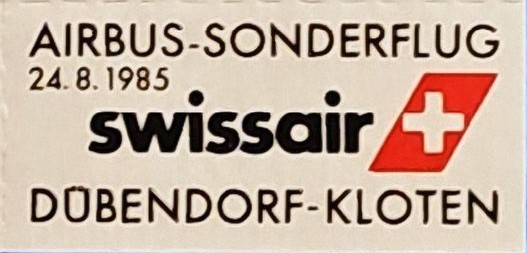 AIRBUS-SONDERFLUG
24.8.1985
swissair
DÜBENDORF-KLOTEN